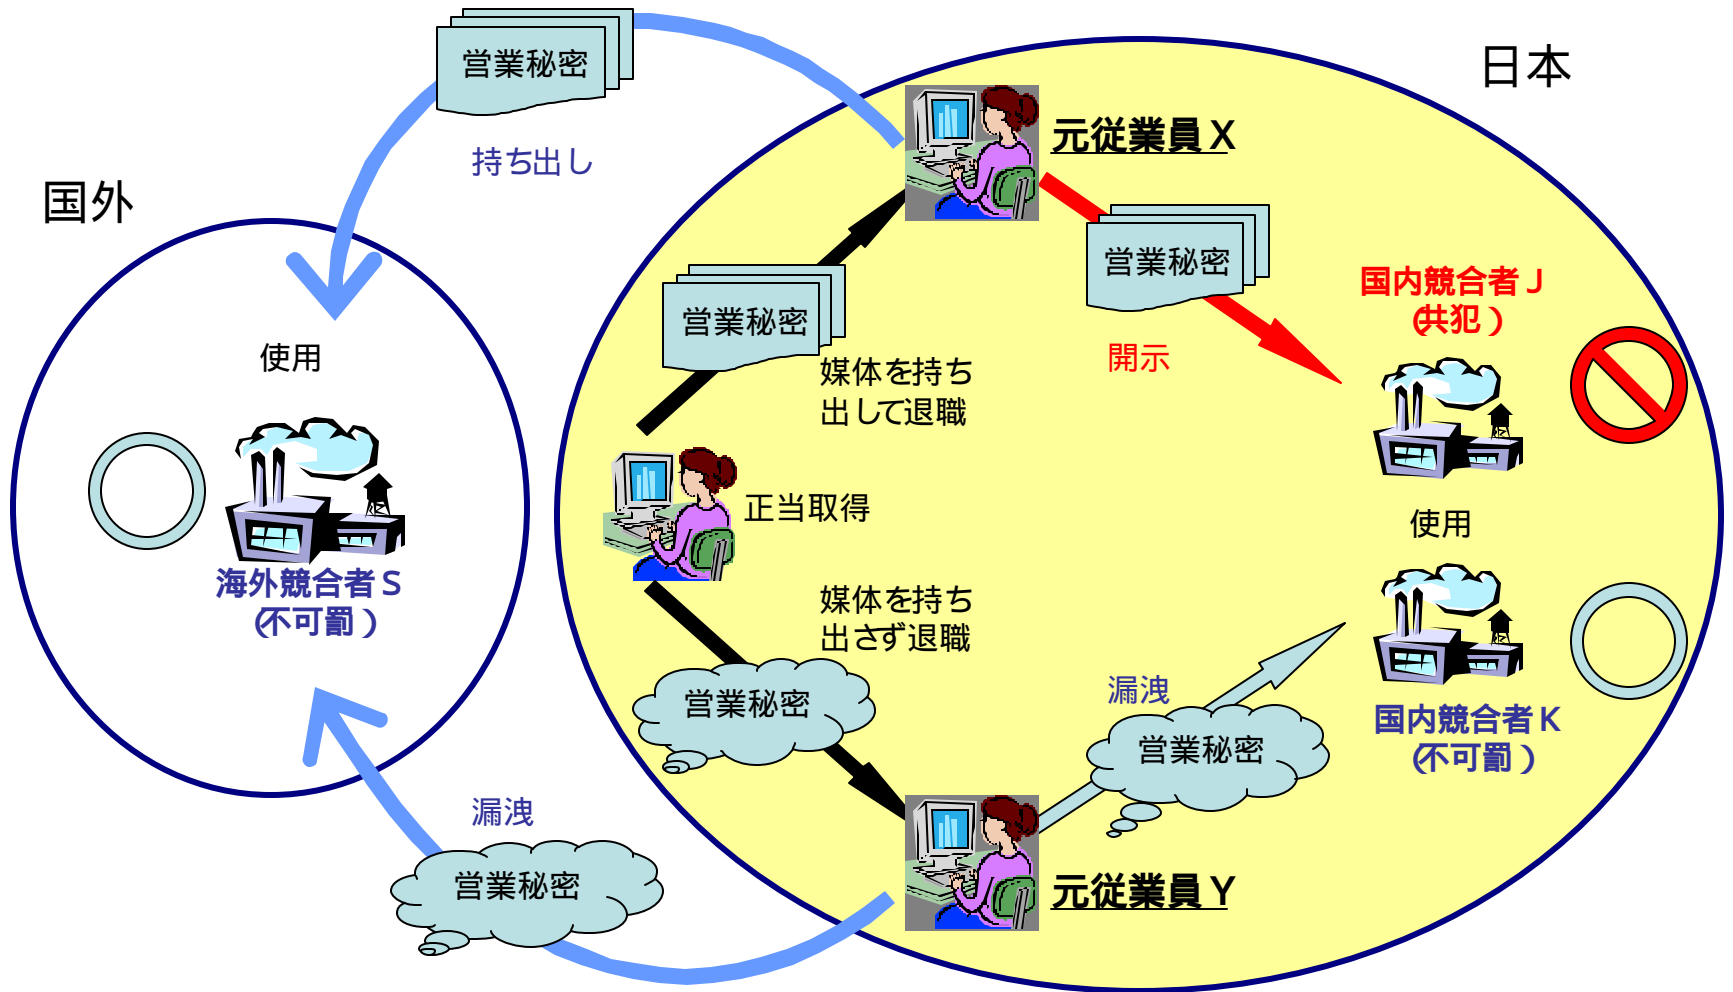 日本
営業秘密
元従業員X
持ち出し
国外
営業秘密
国内競合者J
(共犯)
営業秘密
使用
開示
媒体を持ち
出して退職
正当取得
使用
海外競合者S
(不可罰)
媒体を持ち
出さず退職
漏洩
営業秘密
国内競合者K
(不可罰)
営業秘密
漏洩
営業秘密
元従業員Y